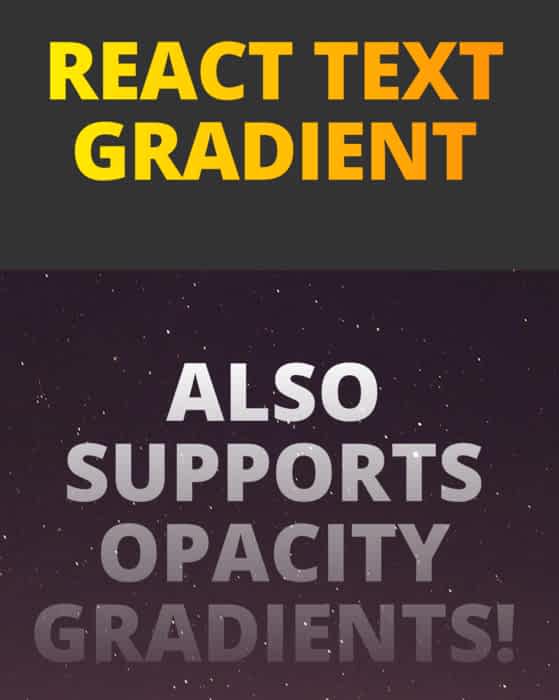 REACT TEXT
GRADIENT
ALSO
SUPPORTS
OPACITY
GRADIENTS!